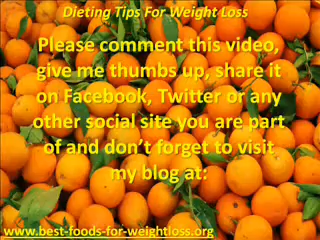 Dieting Tips For Weight Loss
Please comment this video,
give me thumbs up, share it
on Facebook, Twitter or any
other social site you are part
of and don't forget to visit
my blog at:
www.best-foods-for-weightloss.org